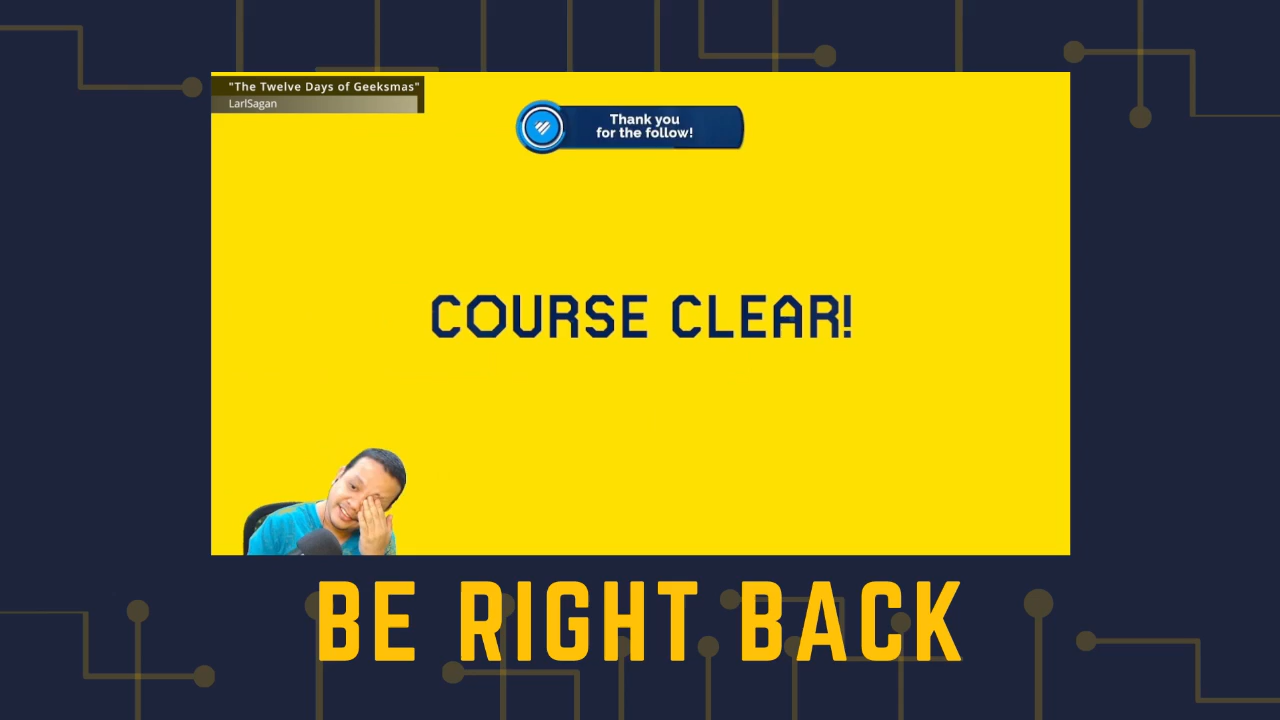 "The Twelve Days of Geeksmas"
LarlSagan
Thank you
for the follow!
COURSE CLEAR!
BE RIGHT BACK